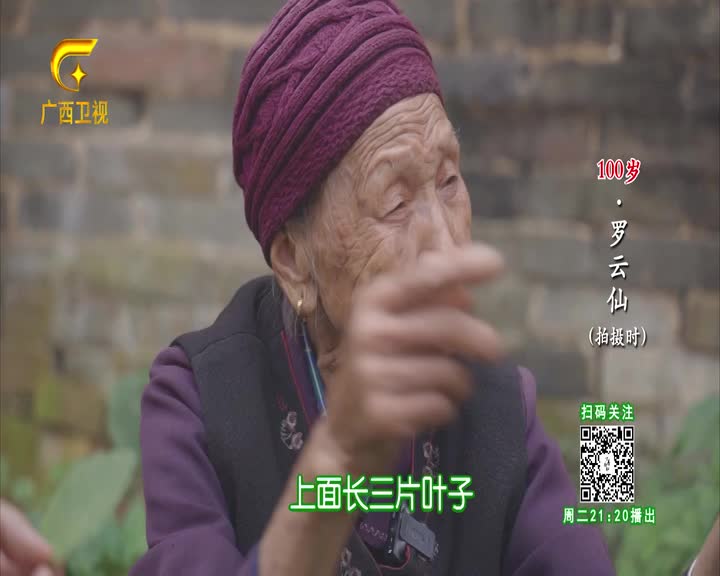 广西卫视
100岁
·罗云仙
(拍摄时)
扫码关注
周二21:20播出
上面长三片叶子